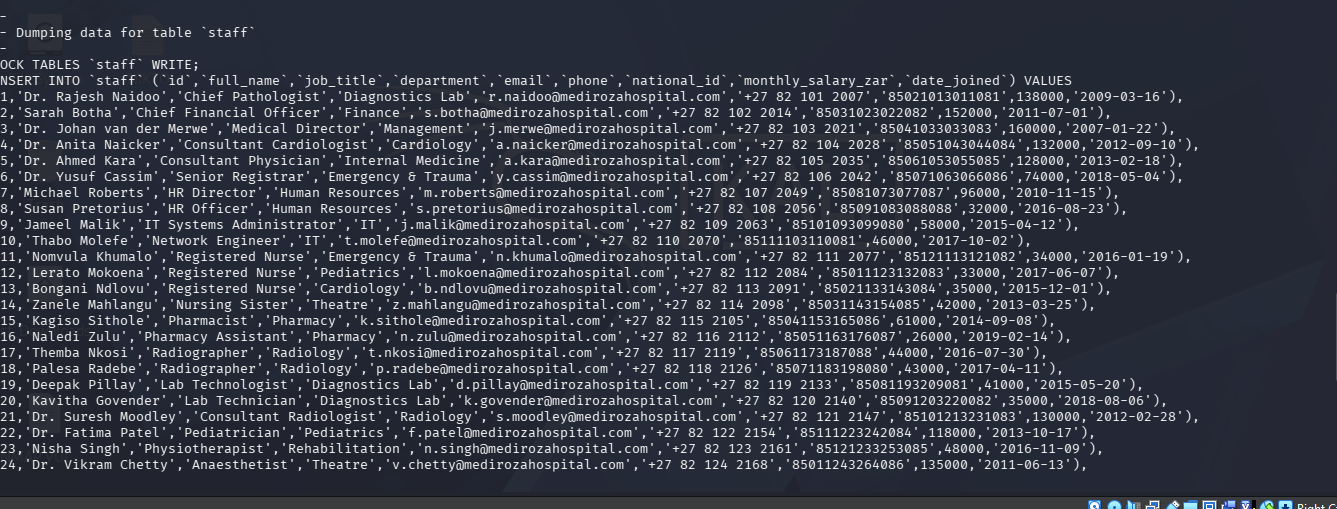 -
- Dumping data for table `staff`
-
OCK TABLES `staff` WRITE;
NSERT INTO `staff` (`id`,`full_name`,`job_title`,`department`,`email`,`phone`,`national_id`,`monthly_salary_zar`,`date_joined`) VALUES
1,'Dr. Rajesh Naidoo','Chief Pathologist','Diagnostics Lab','r.naidoo@medirozahospital.com','+27 82 101 2007','85021013011081',138000,'2009-03-16'),
2,'Sarah Botha','Chief Financial Officer','Finance','s.botha@medirozahospital.com','+27 82 102 2014','85031023022082',152000,'2011-07-01'),
3,'Dr. Johan van der Merwe','Medical Director','Management','j.merwe@medirozahospital.com','+27 82 103 2021','85041033033083',160000,'2007-01-22'),
4,'Dr. Anita Naicker','Consultant Cardiologist','Cardiology','a.naicker@medirozahospital.com','+27 82 104 2028','85051043044084',132000,'2012-09-10'),
5,'Dr. Ahmed Kara','Consultant Physician','Internal Medicine','a.kara@medirozahospital.com','+27 82 105 2035','85061053055085',128000,'2013-02-18'),
6,'Dr. Yusuf Cassim','Senior Registrar','Emergency & Trauma','y.cassim@medirozahospital.com','+27 82 106 2042','85071063066086',74000,'2018-05-04'),
7,'Michael Roberts','HR Director','Human Resources','m.roberts@medirozahospital.com','+27 82 107 2049','85081073077087',96000,'2010-11-15'),
8,'Susan Pretorius','HR Officer','Human Resources','s.pretorius@medirozahospital.com','+27 82 108 2056','85091083088088',32000,'2016-08-23'),
9,'Jameel Malik','IT Systems Administrator','IT','j.malik@medirozahospital.com','+27 82 109 2063','85101093099080',58000,'2015-04-12'),
10,'Thabo Molefe','Network Engineer','IT','t.molefe@medirozahospital.com','+27 82 110 2070','85111103110081',46000,'2017-10-02'),
11,'Nomvula Khumalo','Registered Nurse','Emergency & Trauma','n.khumalo@medirozahospital.com','+27 82 111 2077','85121113121082',34000,'2016-01-19'),
12,'Lerato Mokoena','Registered Nurse','Pediatrics','l.mokoena@medirozahospital.com','+27 82 112 2084','85011123132083',33000,'2017-06-07'),
13,'Bongani Ndlovu','Registered Nurse','Cardiology','b.ndlovu@medirozahospital.com','+27 82 113 2091','85021133143084',35000,'2015-12-01'),
14,'Zanele Mahlangu','Nursing Sister','Theatre','z.mahlangu@medirozahospital.com','+27 82 114 2098','85031143154085',42000,'2013-03-25'),
15,'Kagiso Sithole','Pharmacist','Pharmacy','k.sithole@medirozahospital.com','+27 82 115 2105','85041153165086',61000,'2014-09-08'),
16,'Naledi Zulu','Pharmacy Assistant','Pharmacy','n.zulu@medirozahospital.com','+27 82 116 2112','85051163176087',26000,'2019-02-14'),
17,'Themba Nkosi','Radiographer','Radiology','t.nkosi@medirozahospital.com','+27 82 117 2119','85061173187088',44000,'2016-07-30'),
18,'Palesa Radebe','Radiographer','Radiology','p.radebe@medirozahospital.com','+27 82 118 2126','85071183198080',43000,'2017-04-11'),
19,'Deepak Pillay','Lab Technologist','Diagnostics Lab','d.pillay@medirozahospital.com','+27 82 119 2133','85081193209081',41000,'2015-05-20'),
20,'Kavitha Govender','Lab Technician','Diagnostics Lab','k.govender@medirozahospital.com','+27 82 120 2140','85091203220082',35000,'2018-08-06'),
21,'Dr. Suresh Moodley','Consultant Radiologist','Radiology','s.moodley@medirozahospital.com','+27 82 121 2147','85101213231083',130000,'2012-02-28'),
22,'Dr. Fatima Patel','Pediatrician','Pediatrics','f.patel@medirozahospital.com','+27 82 122 2154','85111223242084',118000,'2013-10-17'),
23,'Nisha Singh','Physiotherapist','Rehabilitation','n.singh@medirozahospital.com','+27 82 123 2161','85121233253085',48000,'2016-11-09'),
24,'Dr. Vikram Chetty','Anaesthetist','Theatre','v.chetty@medirozahospital.com','+27 82 124 2168','85011243264086',135000,'2011-06-13'),
Right C